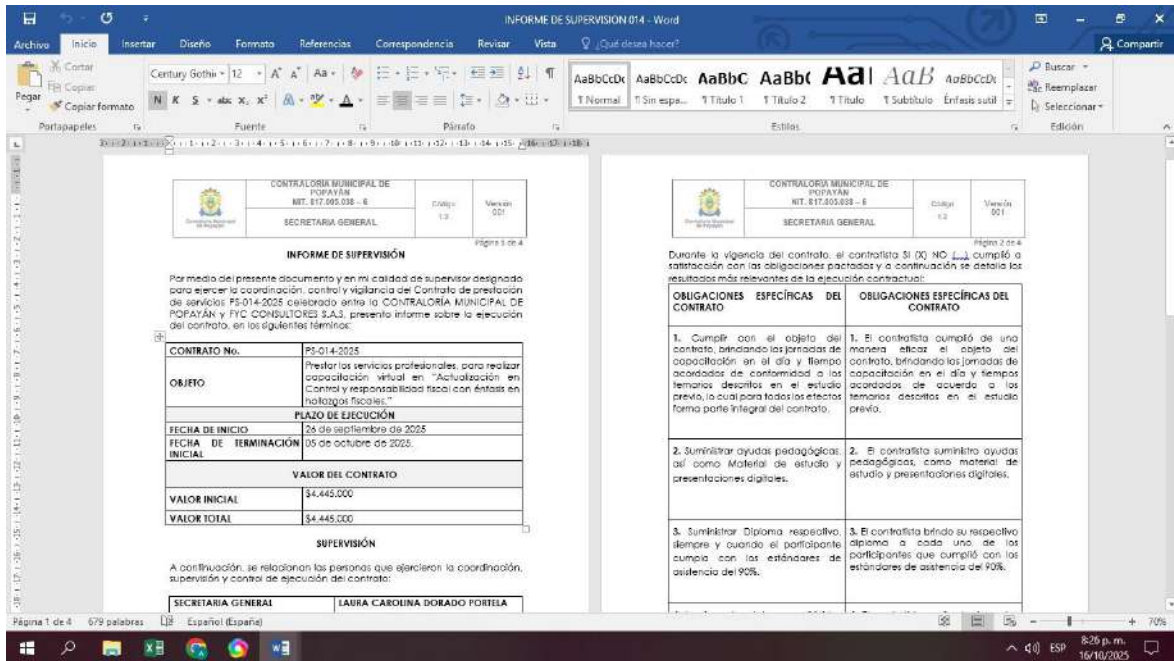 INFORME DE SUPERVISION 014 - Word
Archivo Inicio Insertar Diseño Formato Referencias Correspondencia Revisar Vista ¿Qué desea hacer? Compartir
Cortar
Copiar
Copiar formato
Pegar
Century Gothic 12
N K S abc
AaBbCcDc AaBbCcDc AaBbC AaBbC AaB AaBbCcDc
¶ Normal ¶ Sin espa... ¶ Título 1 ¶ Título 2 ¶ Título ¶ Subtítulo Énfasis sutil
Buscar
Reemplazar
Seleccionar
Portapapeles Fuente Párrafo Estilos Edición
CONTRALORIA MUNICIPAL DE
POPAYÁN
NIT. 817.005.038 – 6
SECRETARIA GENERAL
Código
Versión
001
Página 1 de 4
INFORME DE SUPERVISIÓN
Por medio del presente documento y en mi calidad de supervisor designado
para ejercer la coordinación, control y vigilancia del Contrato de prestación
de servicios PS-014-2025 celebrado entre la CONTRALORÍA MUNICIPAL DE
POPAYÁN y FYC CONSULTORES S.A.S, presento informe sobre la ejecución
del contrato, en los siguientes términos:
CONTRATO No. PS-014-2025
OBJETO
Prestar los servicios profesionales, para realizar
capacitación virtual en "Actualización en
Control y responsabilidad fiscal con énfasis en
hallazgos fiscales."
PLAZO DE EJECUCIÓN
FECHA DE INICIO 26 de septiembre de 2025
FECHA DE TERMINACIÓN 05 de octubre de 2025.
INICIAL
VALOR DEL CONTRATO
VALOR INICIAL $4.445.000
VALOR TOTAL $4.445.000
SUPERVISIÓN
A continuación, se relacionan las personas que ejercieron la coordinación,
supervisión y control de ejecución del contrato:
SECRETARIA GENERAL LAURA CAROLINA DORADO PORTELA
CONTRALORIA MUNICIPAL DE
POPAYÁN
NIT. 817.005.038 – 6
SECRETARIA GENERAL
Código
Versión
001
Página 2 de 4
Durante la vigencia del contrato, el contratista SI (X) NO (__) cumplió a
satisfacción con las obligaciones pactadas y a continuación se detalla los
resultados más relevantes de la ejecución contractual:
OBLIGACIONES ESPECÍFICAS DEL
CONTRATO
OBLIGACIONES ESPECÍFICAS DEL
CONTRATO
1. Cumplir con el objeto del
contrato, brindando las jornadas de
capacitación en el día y tiempo
acordados de conformidad a los
temarios descritos en el estudio
previo, lo cual para todos los efectos
forma parte integral del contrato.
1. El contratista cumplió de una
manera eficaz el objeto del
contrato, brindando las jornadas de
capacitación en el día y tiempos
acordados de acuerdo a los
temarios descritos en el estudio
previo.
2. Suministrar ayudas pedagógicas,
así como Material de estudio y
presentaciones digitales.
2. El contratista suministro ayudas
pedagógicas, como material de
estudio y presentaciones digitales.
3. Suministrar Diploma respectivo,
siempre y cuando el participante
cumpla con los estándares de
asistencia del 90%.
3. El contratista brindo su respectivo
diploma a cada uno de los
participantes que cumplió con los
estándares de asistencia del 90%.
Página 1 de 4 679 palabras Español (España) 70%
ESP
8:26 p. m.
16/10/2025